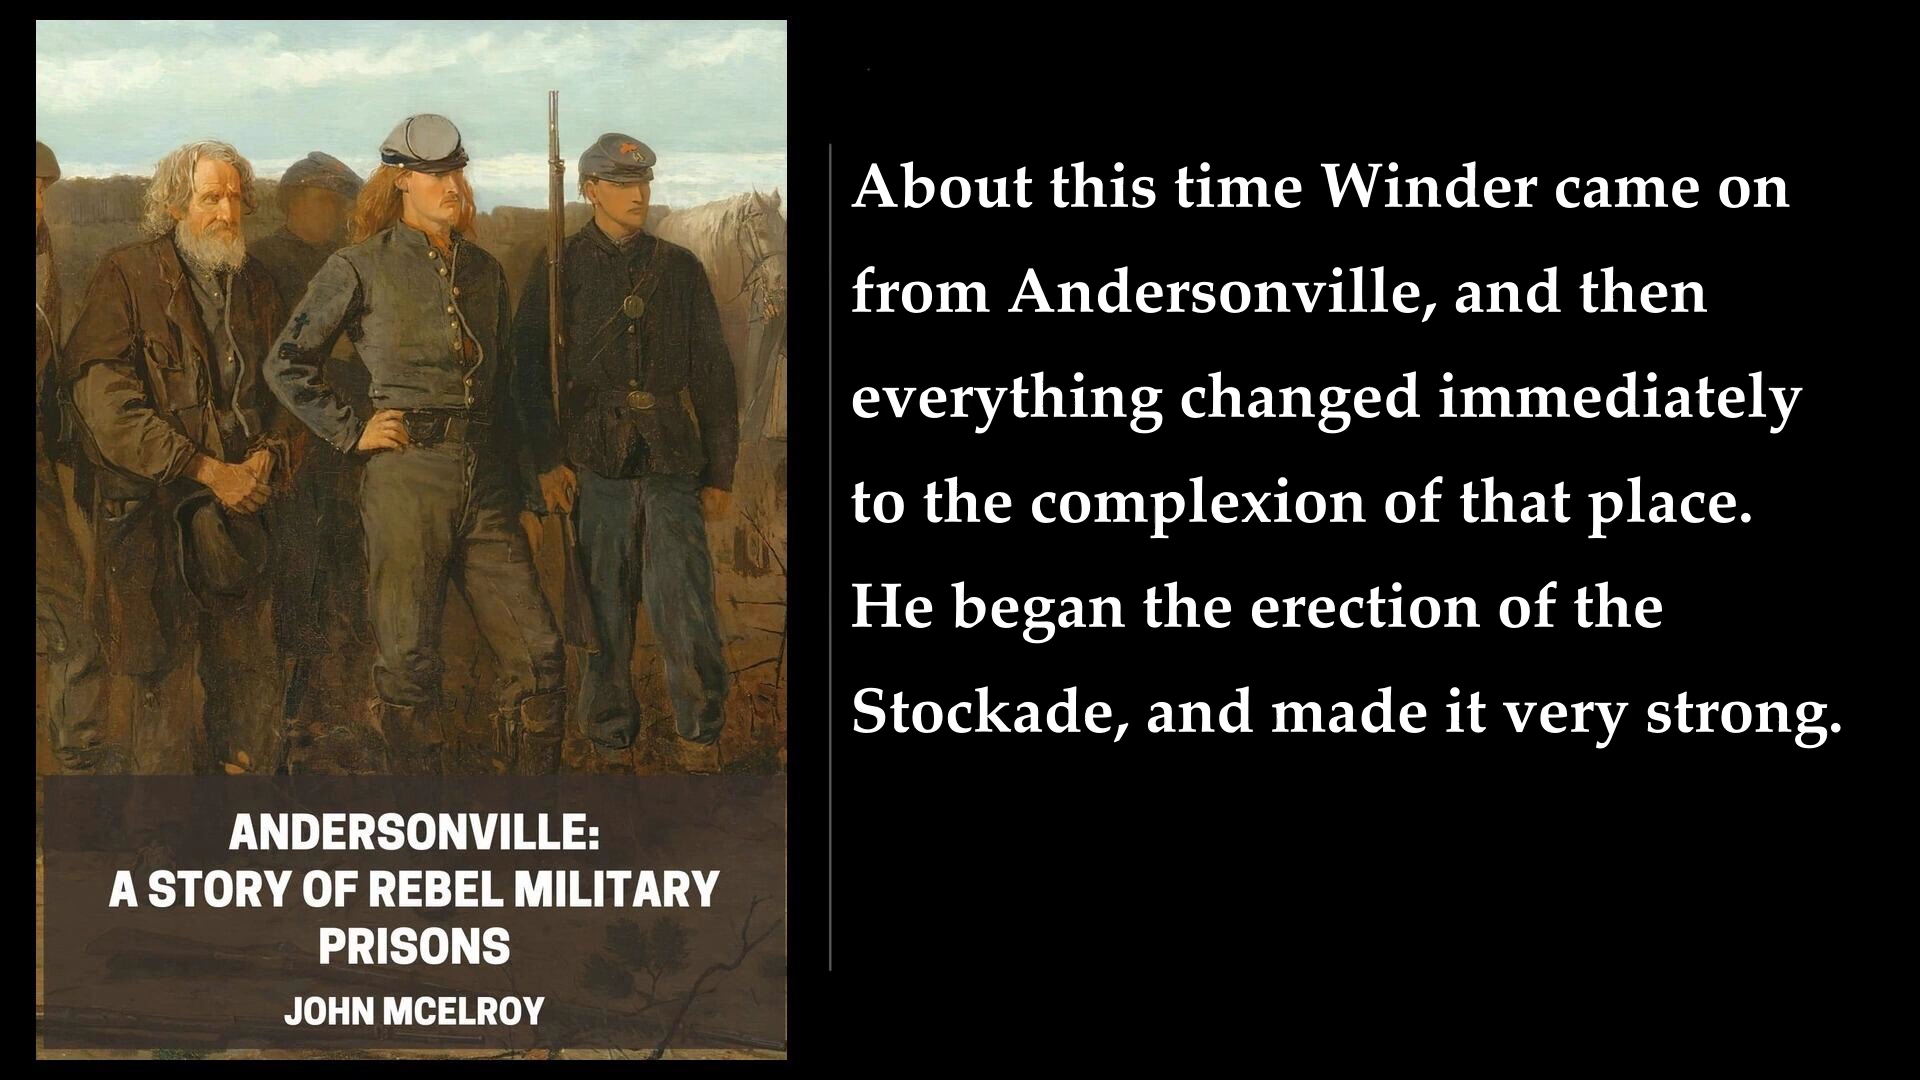 About this time Winder came on
from Andersonville, and then
everything changed immediately
to the complexion of that place.
He began the erection of the
Stockade, and made it very strong.
ANDERSONVILLE:
A STORY OF REBEL MILITARY
PRISONS
JOHN MCELROY